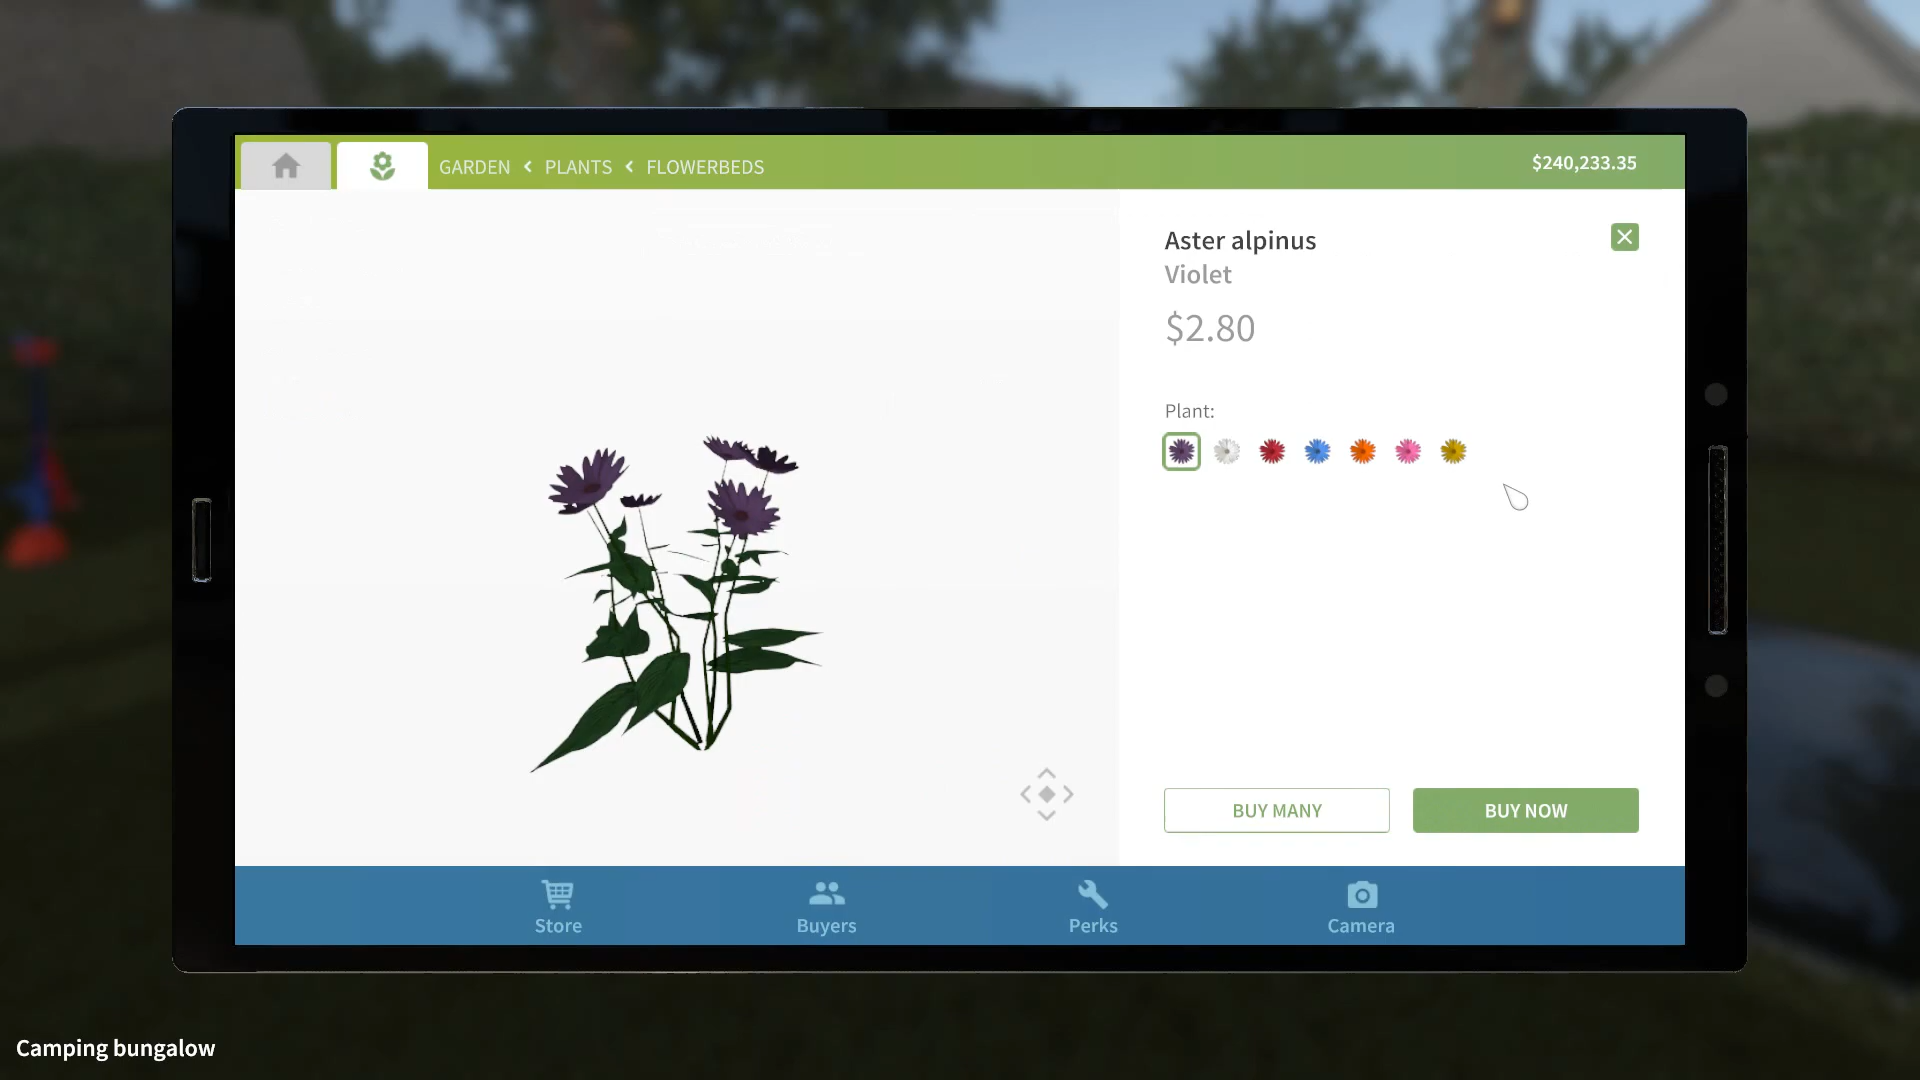 GARDEN < PLANTS < FLOWERBEDS
$240,233.35
Aster alpinus
Violet
$2.80
Plant:
BUY MANY
BUY NOW
Store
Buyers
Perks
Camera
Camping bungalow